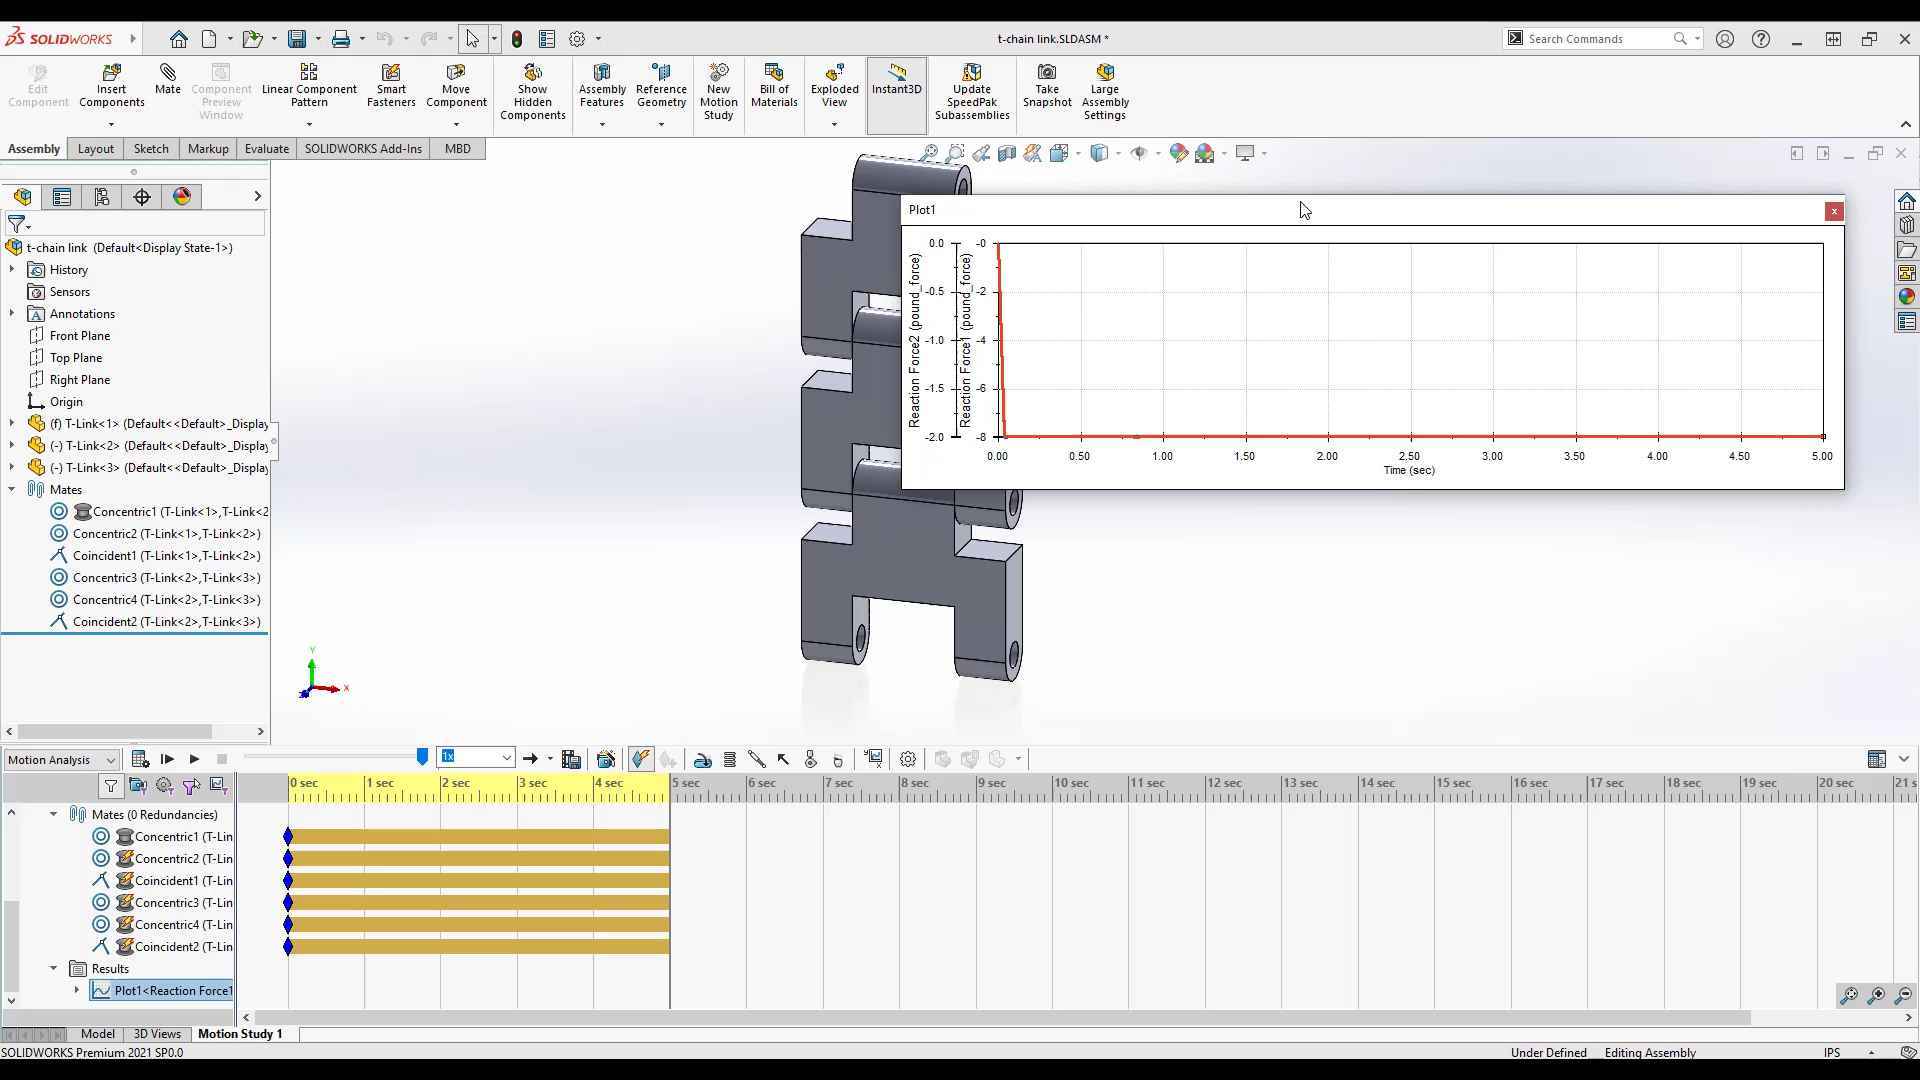 SOLIDWORKS
t-chain link.SLDASM *
Search Commands
Edit Component
Insert Components
Mate
Component Preview Window
Linear Component Pattern
Smart Fasteners
Move Component
Show Hidden Components
Assembly Features
Reference Geometry
New Motion Study
Bill of Materials
Exploded View
Instant3D
Update SpeedPak Subassemblies
Take Snapshot
Large Assembly Settings
Assembly
Layout
Sketch
Markup
Evaluate
SOLIDWORKS Add-Ins
MBD
t-chain link (Default<Display State-1>)
History
Sensors
Annotations
Front Plane
Top Plane
Right Plane
Origin
(f) T-Link<1> (Default<<Default>_Display
(-) T-Link<2> (Default<<Default>_Display
(-) T-Link<3> (Default<<Default>_Display
Mates
Concentric1 (T-Link<1>,T-Link<2
Concentric2 (T-Link<1>,T-Link<2>)
Coincident1 (T-Link<1>,T-Link<2>)
Concentric3 (T-Link<2>,T-Link<3>)
Concentric4 (T-Link<2>,T-Link<3>)
Coincident2 (T-Link<2>,T-Link<3>)
Y
X
Plot1
Reaction Force2 (pound_force)
0.0
-0.5
-1.0
-1.5
-2.0
Reaction Force1 (pound_force)
-0
-2
-4
-6
-8
0.00 0.50 1.00 1.50 2.00 2.50 3.00 3.50 4.00 4.50 5.00
Time (sec)
Motion Analysis
1x
0 sec 1 sec 2 sec 3 sec 4 sec 5 sec 6 sec 7 sec 8 sec 9 sec 10 sec 11 sec 12 sec 13 sec 14 sec 15 sec 16 sec 17 sec 18 sec 19 sec 20 sec 21 s
Mates (0 Redundancies)
Concentric1 (T-Lin
Concentric2 (T-Lin
Coincident1 (T-Lin
Concentric3 (T-Lin
Concentric4 (T-Lin
Coincident2 (T-Lin
Results
Plot1<Reaction Force1
Model
3D Views
Motion Study 1
SOLIDWORKS Premium 2021 SP0.0
Under Defined
Editing Assembly
IPS